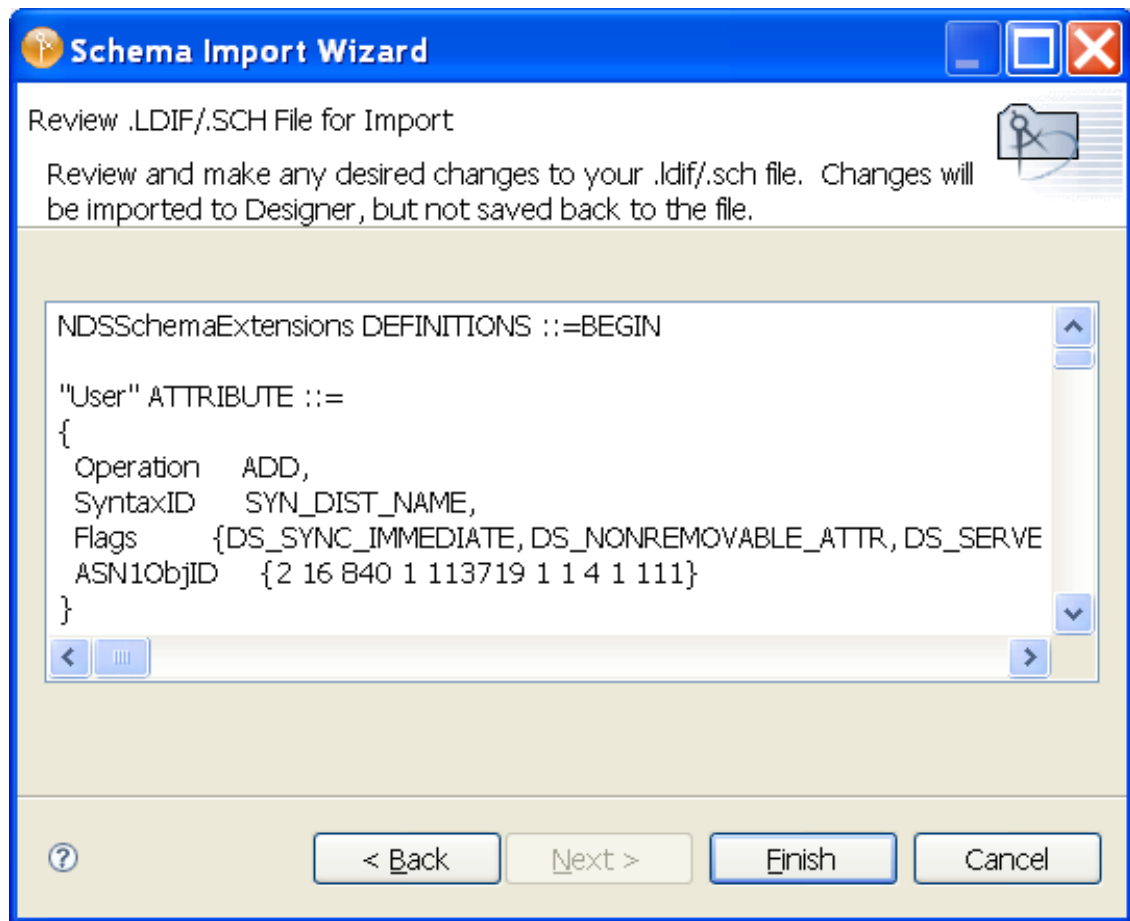 Schema Import Wizard
Review .LDIF/.SCH File for Import
Review and make any desired changes to your .ldif/.sch file.  Changes will
be imported to Designer, but not saved back to the file.
NDSSchemaExtensions DEFINITIONS ::=BEGIN
"User" ATTRIBUTE ::=
{
Operation ADD,
SyntaxID SYN_DIST_NAME,
Flags {DS_SYNC_IMMEDIATE, DS_NONREMOVABLE_ATTR, DS_SERVE
ASN1ObjID {2 16 840 1 113719 1 1 4 1 111}
}
< Back Next > Finish Cancel